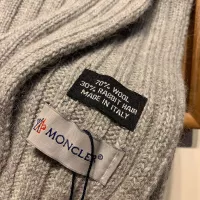 70% WOOL
30% RABBIT HAIR
MADE IN ITALY
MONCLER